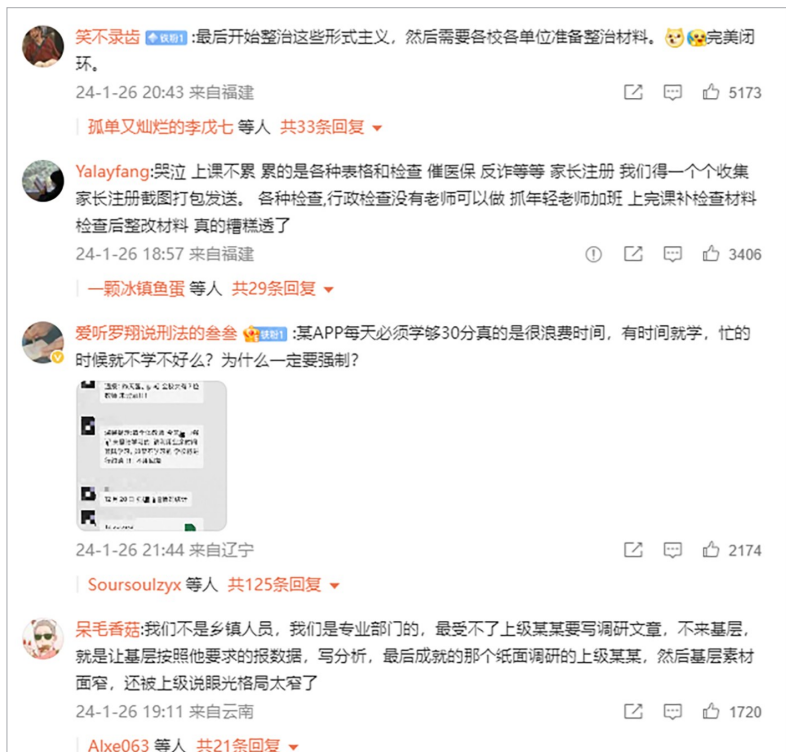 笑不录齿 铁粉1 :最后开始整治这些形式主义，然后需要各校各单位准备整治材料。完美闭
环。
24-1-26 20:43 来自福建 5173
孤单又灿烂的李戊七 等人 共33条回复
Yalayfang:哭泣 上课不累 累的是各种表格和检查 催医保 反诈等等 家长注册 我们得一个个收集
家长注册截图打包发送。 各种检查,行政检查没有老师可以做 抓年轻老师加班 上完课补检查材料
检查后整改材料 真的糟糕透了
24-1-26 18:57 来自福建 3406
一颗冰镇鱼蛋 等人 共29条回复
爱听罗翔说刑法的叁叁 铁粉1 :某APP每天必须学够30分真的是很浪费时间，有时间就学，忙的
时候就不学不好么？为什么一定要强制？
24-1-26 21:44 来自辽宁 2174
Soursoulzyx 等人 共125条回复
呆毛香菇:我们不是乡镇人员，我们是专业部门的，最受不了上级某某要写调研文章，不来基层，
就是让基层按照他要求的报数据，写分析，最后成就的那个纸面调研的上级某某，然后基层素材
面窄，还被上级说眼光格局太窄了
24-1-26 19:11 来自云南 1720
Alxe063 等人 共21条回复